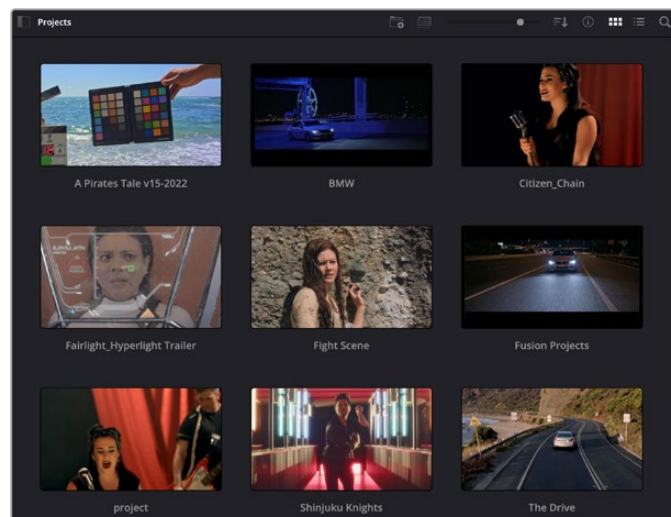 Projects
A Pirates Tale v15-2022
BMW
Citizen_Chain
Fairlight_Hyperlight Trailer
Fight Scene
Fusion Projects
project
Shinjuku Knights
The Drive